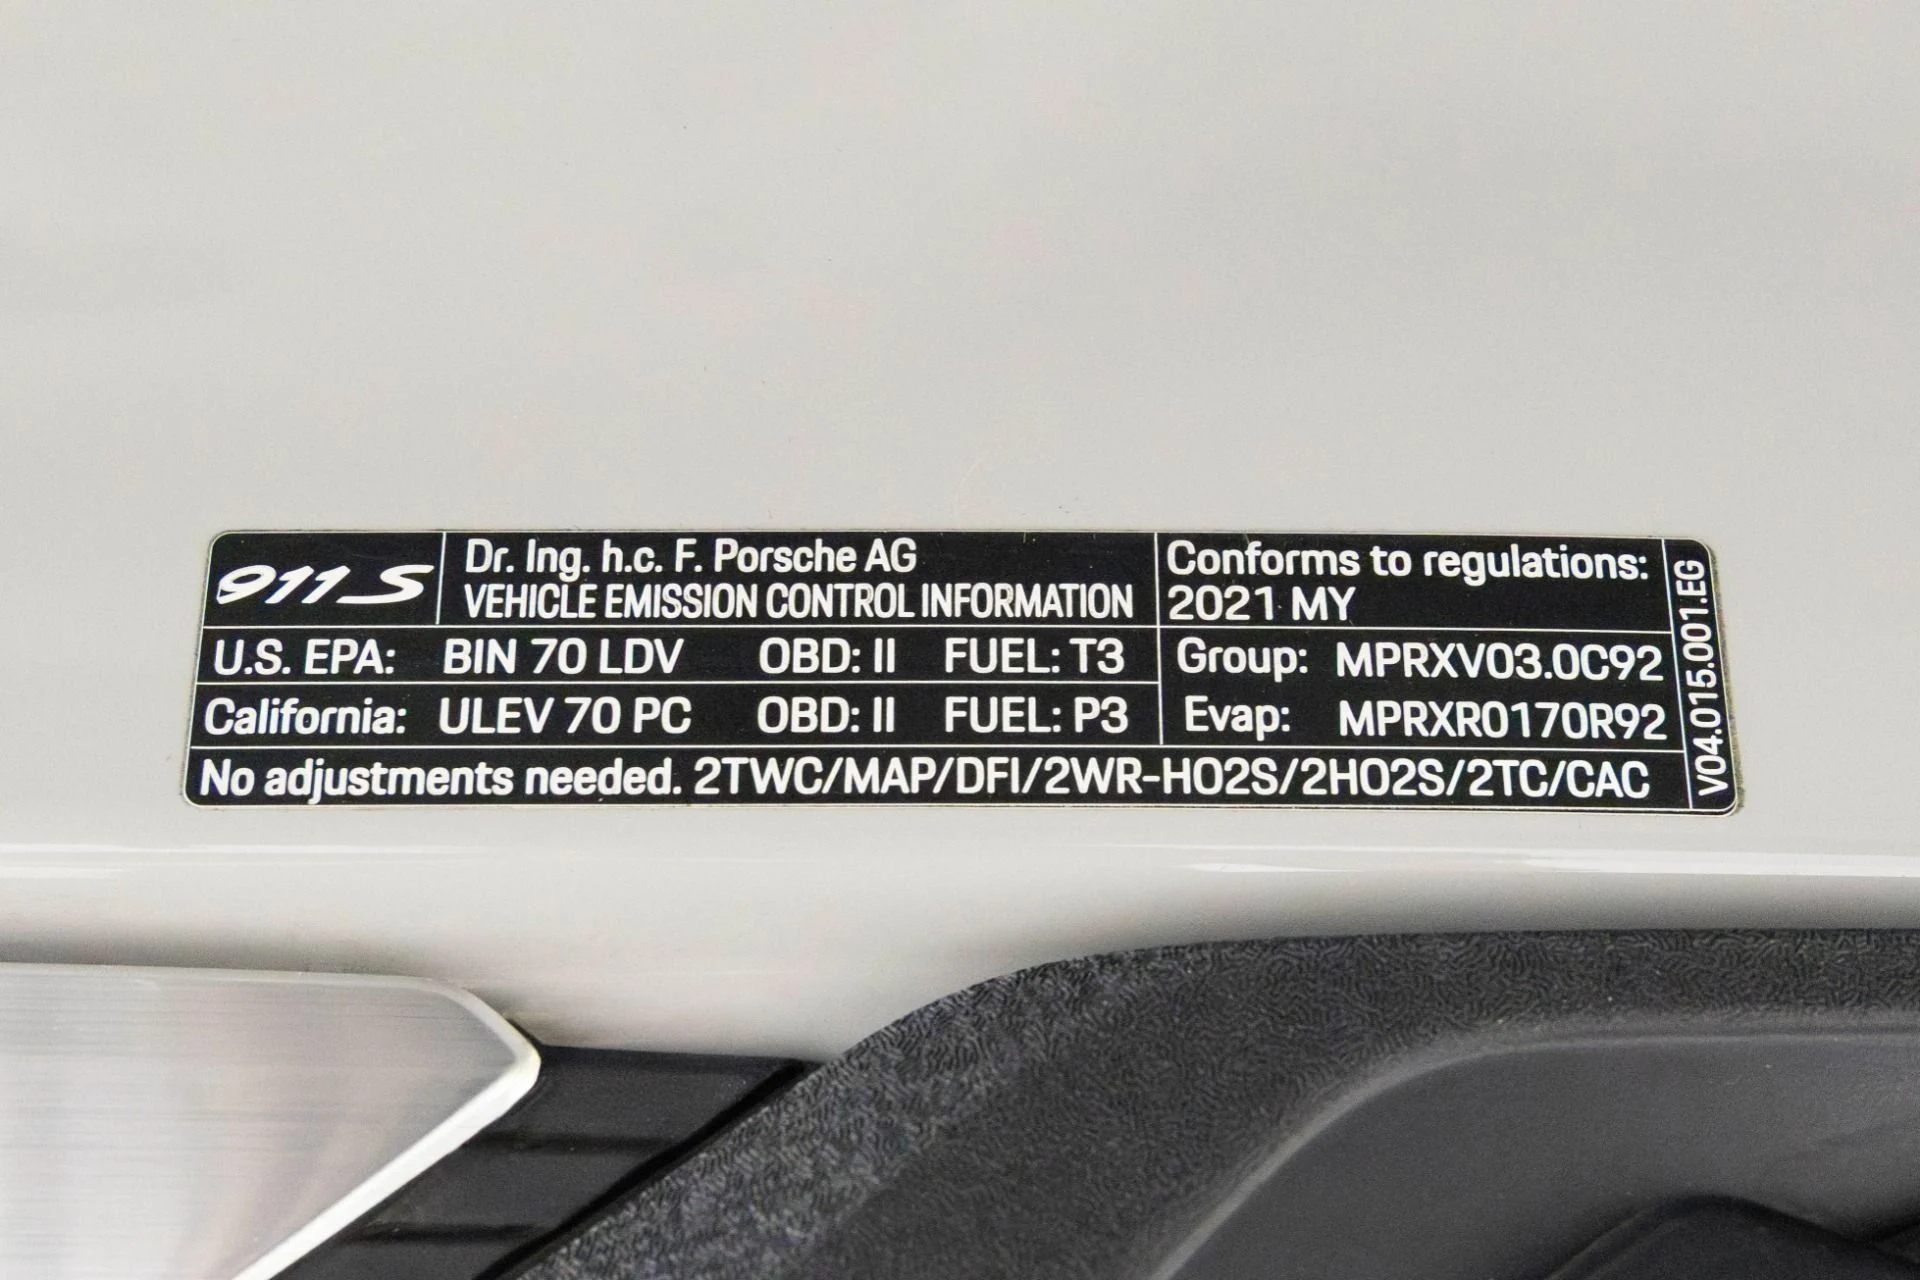 911 S
Dr. Ing. h.c. F. Porsche AG
VEHICLE EMISSION CONTROL INFORMATION
Conforms to regulations:
2021 MY
U.S. EPA: BIN 70 LDV OBD: II FUEL: T3
Group: MPRXV03.0C92
California: ULEV 70 PC OBD: II FUEL: P3
Evap: MPRXR0170R92
No adjustments needed. 2TWC/MAP/DFI/2WR-HO2S/2HO2S/2TC/CAC
V04.015.001.EG